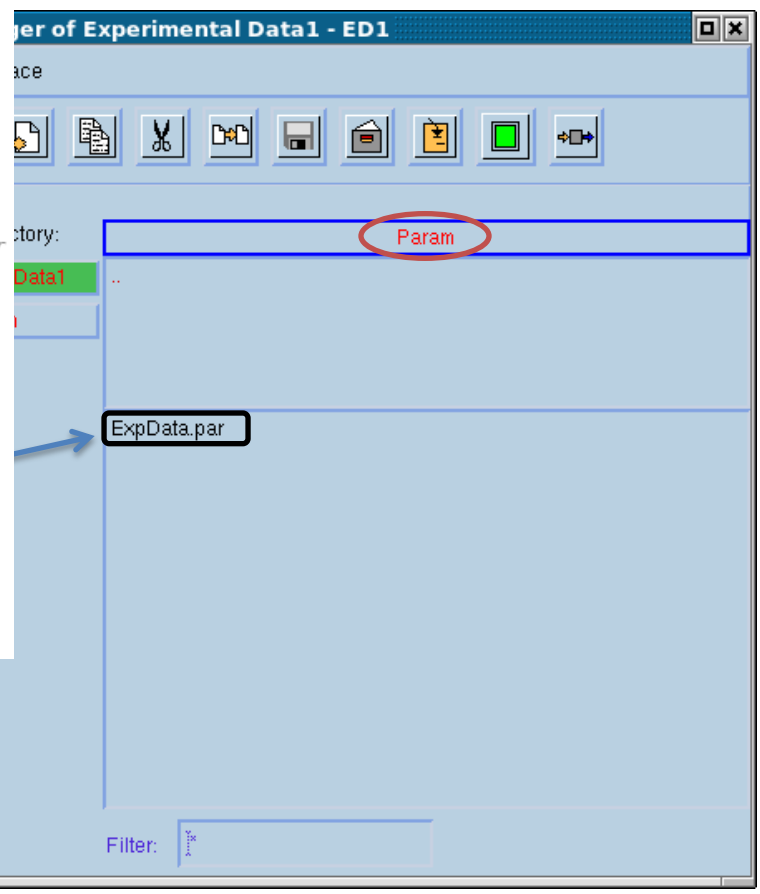 ger of Experimental Data1 - ED1
ace
ctory:
Param
Data1
..
ExpData.par
Filter: *